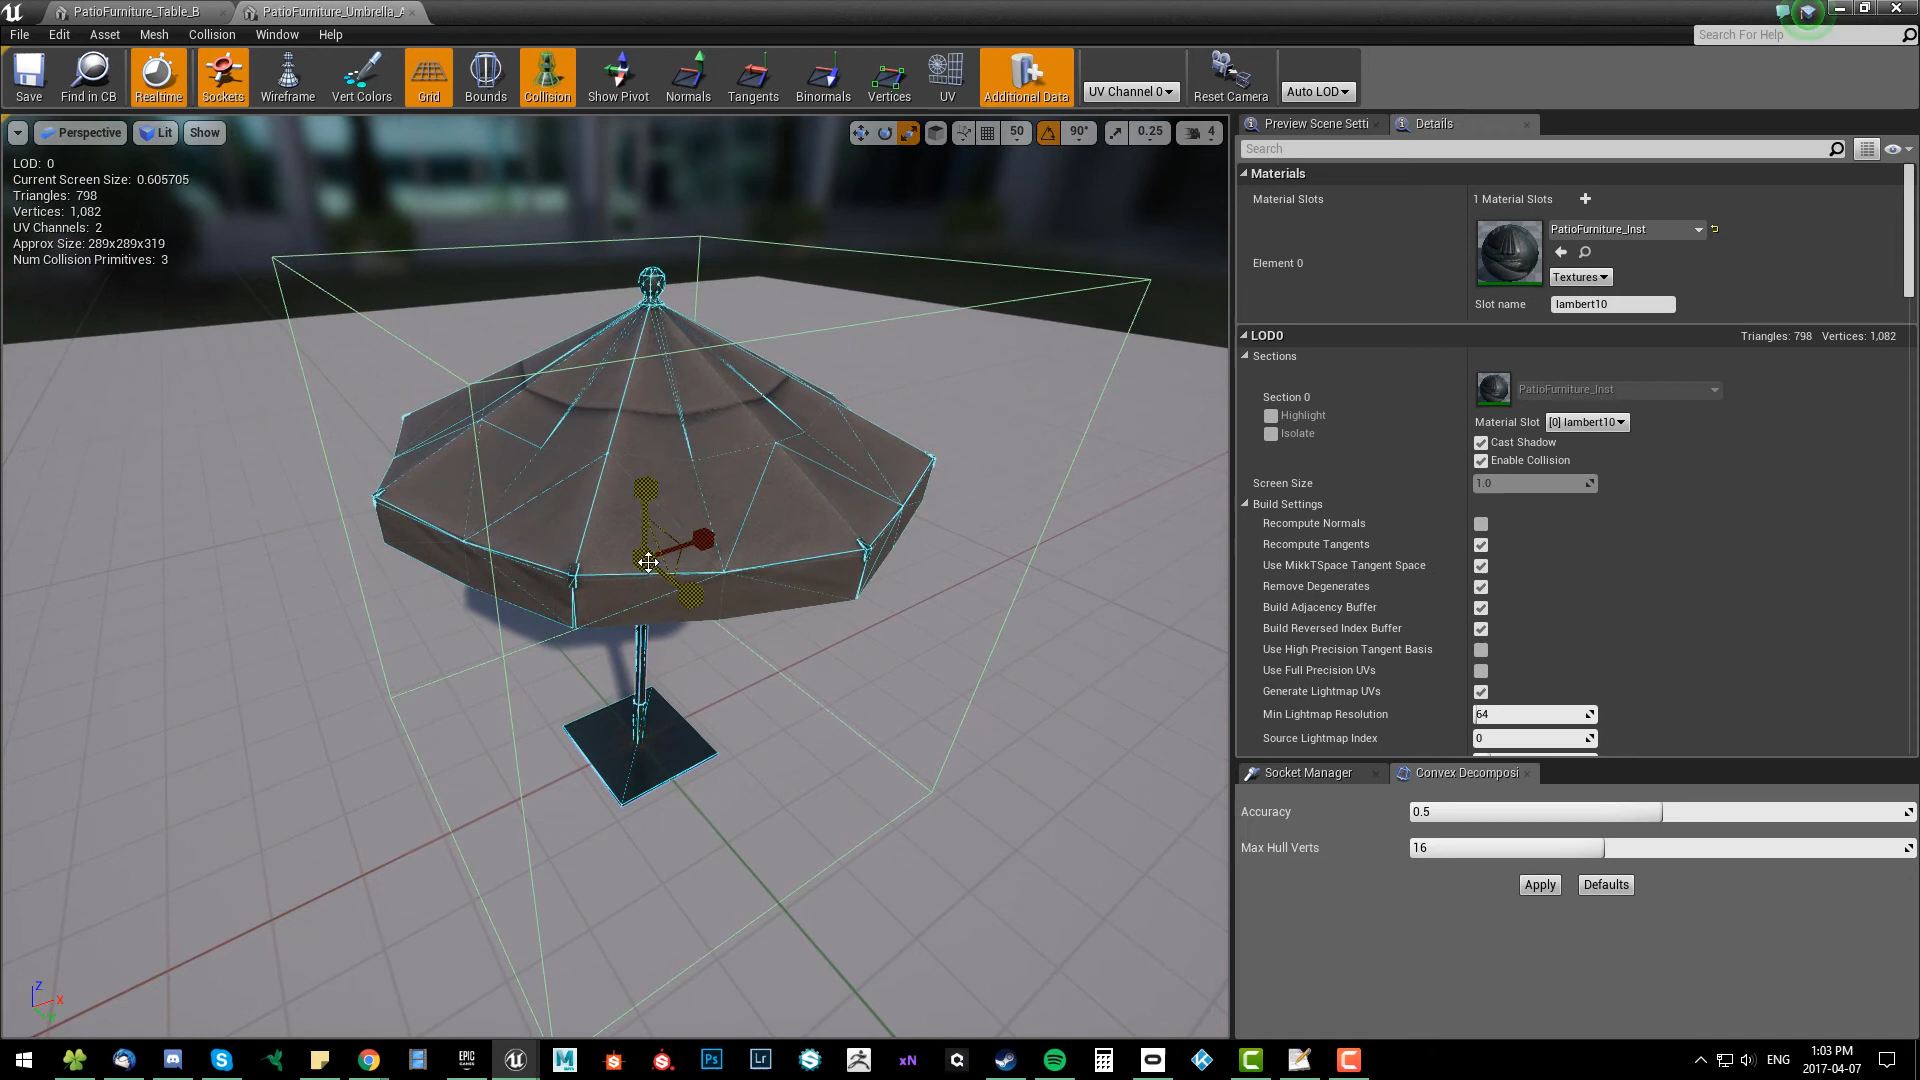 PatioFurniture_Table_B
PatioFurniture_Umbrella_A
File Edit Asset Mesh Collision Window Help
Search For Help
Save Find in CB Realtime Sockets Wireframe Vert Colors Grid Bounds Collision Show Pivot Normals Tangents Binormals Vertices UV Additional Data UV Channel 0 Reset Camera Auto LOD
Perspective Lit Show
50 90° 0.25 4
LOD: 0
Current Screen Size: 0.605705
Triangles: 798
Vertices: 1,082
UV Channels: 2
Approx Size: 289x289x319
Num Collision Primitives: 3
Z
X
Y
Preview Scene Setti Details
Search
Materials
Material Slots 1 Material Slots
Element 0
PatioFurniture_Inst
Textures
Slot name lambert10
LOD0 Triangles: 798 Vertices: 1,082
Sections
Section 0
PatioFurniture_Inst
Highlight
Isolate
Material Slot [0] lambert10
Cast Shadow
Enable Collision
Screen Size 1.0
Build Settings
Recompute Normals
Recompute Tangents
Use MikkTSpace Tangent Space
Remove Degenerates
Build Adjacency Buffer
Build Reversed Index Buffer
Use High Precision Tangent Basis
Use Full Precision UVs
Generate Lightmap UVs
Min Lightmap Resolution 64
Source Lightmap Index 0
Socket Manager Convex Decomposi
Accuracy 0.5
Max Hull Verts 16
Apply Defaults
EPIC GAMES
Ps
Lr
xN
ENG
1:03 PM
2017-04-07